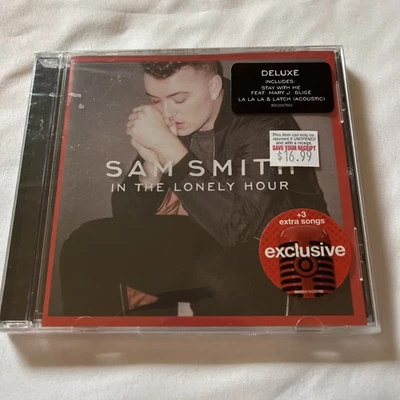 DELUXE
INCLUDES:
STAY WITH ME
FEAT. MARY J. BLIGE
LA LA LA & LATCH (ACOUSTIC)
This item can only be
returned if UNOPENED
and with a receipt.
SAVE YOUR RECEIPT
$16.99
SAM SMITH
IN THE LONELY HOUR
+3
extra songs
exclusive